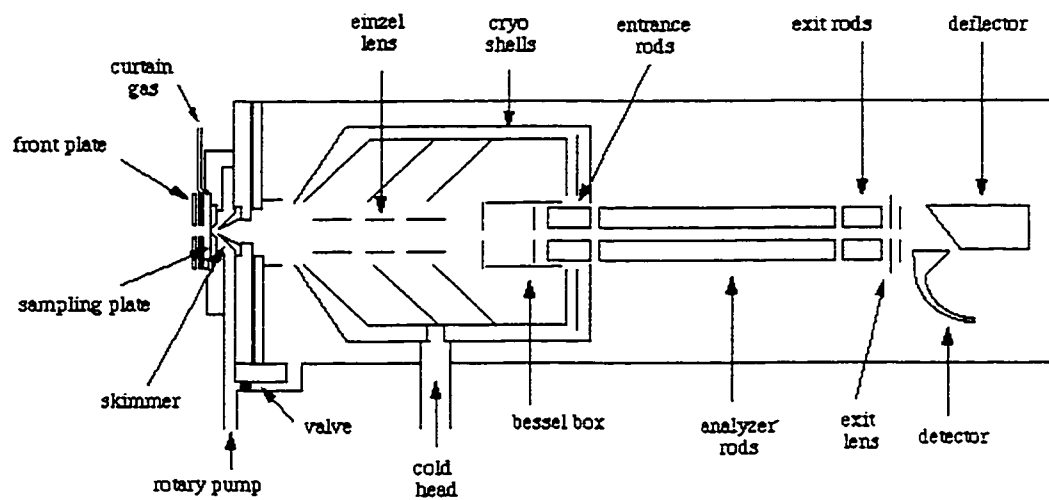 einzel
lens
cryo
shells
entrance
rods
exit rods
deflector
curtain
gas
front plate
sampling plate
skimmer
valve
rotary pump
cold
head
bessel box
analyzer
rods
exit
lens
detector